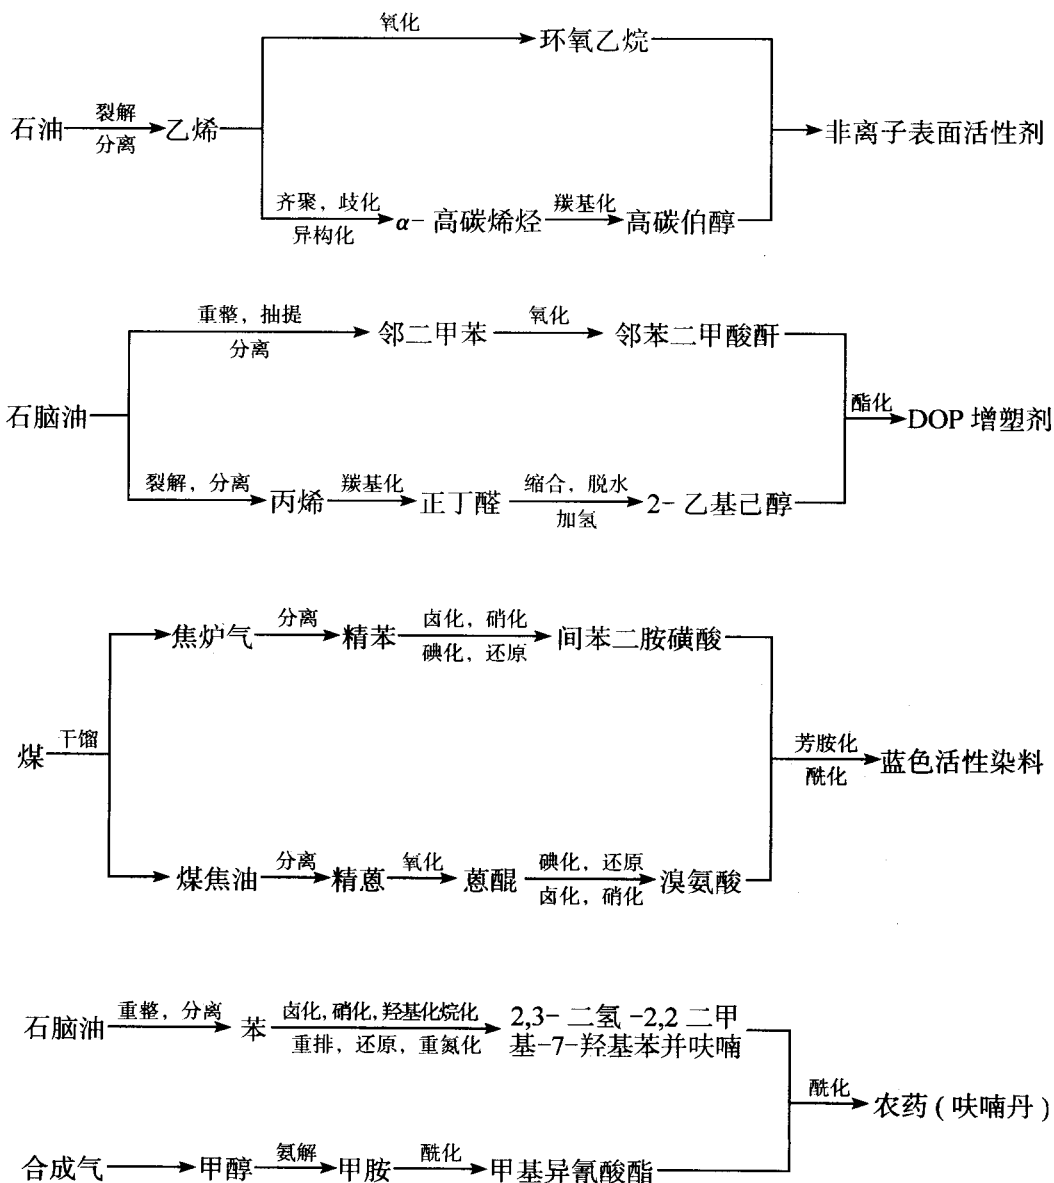 氧化
环氧乙烷
石油
裂解
分离
乙烯
非离子表面活性剂
齐聚，歧化
异构化
α- 高碳烯烃
羰基化
高碳伯醇
重整，抽提
分离
邻二甲苯
氧化
邻苯二甲酸酐
石脑油
酯化
DOP 增塑剂
裂解，分离
丙烯
羰基化
正丁醛
缩合，脱水
加氢
2- 乙基己醇
焦炉气
分离
精苯
卤化，硝化
碘化，还原
间苯二胺磺酸
煤
干馏
芳胺化
酰化
蓝色活性染料
煤焦油
分离
精蒽
氧化
蒽醌
碘化，还原
卤化，硝化
溴氨酸
石脑油
重整，分离
苯
卤化,硝化,羟基化烷化
重排，还原，重氮化
2,3- 二氢 -2,2 二甲
基-7-羟基苯并呋喃
酰化
农药 ( 呋喃丹 )
合成气
甲醇
氨解
甲胺
酰化
甲基异氰酸酯